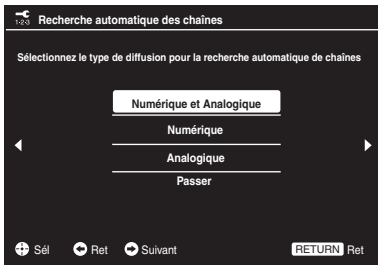 1·2·3 Recherche automatique des chaînes
Sélectionnez le type de diffusion pour la recherche automatique de chaînes
Numérique et Analogique
Numérique
Analogique
Passer
Sél Ret Suivant RETURN Ret